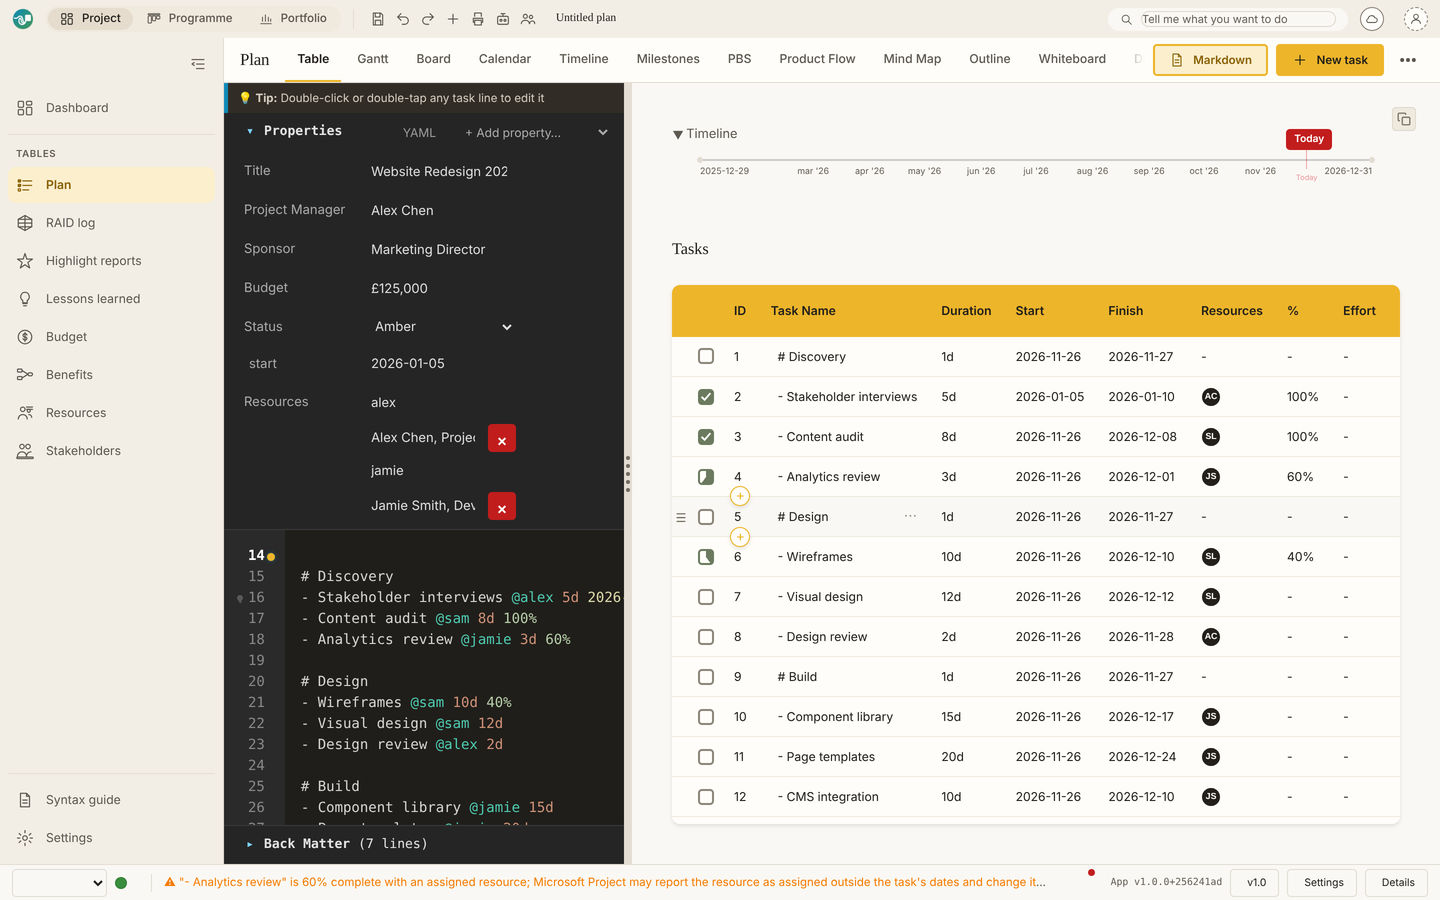 Project
Programme
Portfolio
Untitled plan
Tell me what you want to do
Plan
Table
Gantt
Board
Calendar
Timeline
Milestones
PBS
Product Flow
Mind Map
Outline
Whiteboard
D
Markdown
New task
Dashboard
TABLES
Plan
RAID log
Highlight reports
Lessons learned
Budget
Benefits
Resources
Stakeholders
Syntax guide
Settings
💡 Tip: Double-click or double-tap any task line to edit it
Properties YAML + Add property...
Title Website Redesign 202
Project Manager Alex Chen
Sponsor Marketing Director
Budget £125,000
Status Amber
start 2026-01-05
Resources alex
Alex Chen, Projec
jamie
Jamie Smith, Dev
14
15 # Discovery
16 - Stakeholder interviews @alex 5d 2026-
17 - Content audit @sam 8d 100%
18 - Analytics review @jamie 3d 60%
19
20 # Design
21 - Wireframes @sam 10d 40%
22 - Visual design @sam 12d
23 - Design review @alex 2d
24
25 # Build
26 - Component library @jamie 15d
Back Matter (7 lines)
▼ Timeline
Today
2025-12-29 mar '26 apr '26 may '26 jun '26 jul '26 aug '26 sep '26 oct '26 nov '26 Today 2026-12-31
Tasks
ID Task Name Duration Start Finish Resources % Effort
1 # Discovery 1d 2026-11-26 2026-11-27 - - -
2 - Stakeholder interviews 5d 2026-01-05 2026-01-10 AC 100% -
3 - Content audit 8d 2026-11-26 2026-12-08 SL 100% -
4 - Analytics review 3d 2026-11-26 2026-12-01 JS 60% -
5 # Design ··· 1d 2026-11-26 2026-11-27 - - -
6 - Wireframes 10d 2026-11-26 2026-12-10 SL 40% -
7 - Visual design 12d 2026-11-26 2026-12-12 SL - -
8 - Design review 2d 2026-11-26 2026-11-28 AC - -
9 # Build 1d 2026-11-26 2026-11-27 - - -
10 - Component library 15d 2026-11-26 2026-12-17 JS - -
11 - Page templates 20d 2026-11-26 2026-12-24 JS - -
12 - CMS integration 10d 2026-11-26 2026-12-10 JS - -
⚠ "- Analytics review" is 60% complete with an assigned resource; Microsoft Project may report the resource as assigned outside the task's dates and change it...
App v1.0.0+256241ad
v1.0
Settings
Details